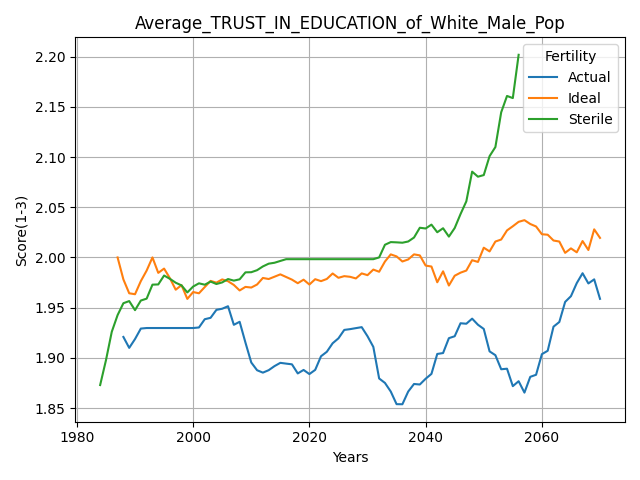 Average_TRUST_IN_EDUCATION_of_White_Male_Pop
Score(1-3)
2.20
2.15
2.10
2.05
2.00
1.95
1.90
1.85
Fertility
Actual
Ideal
Sterile
1980 2000 2020 2040 2060
Years